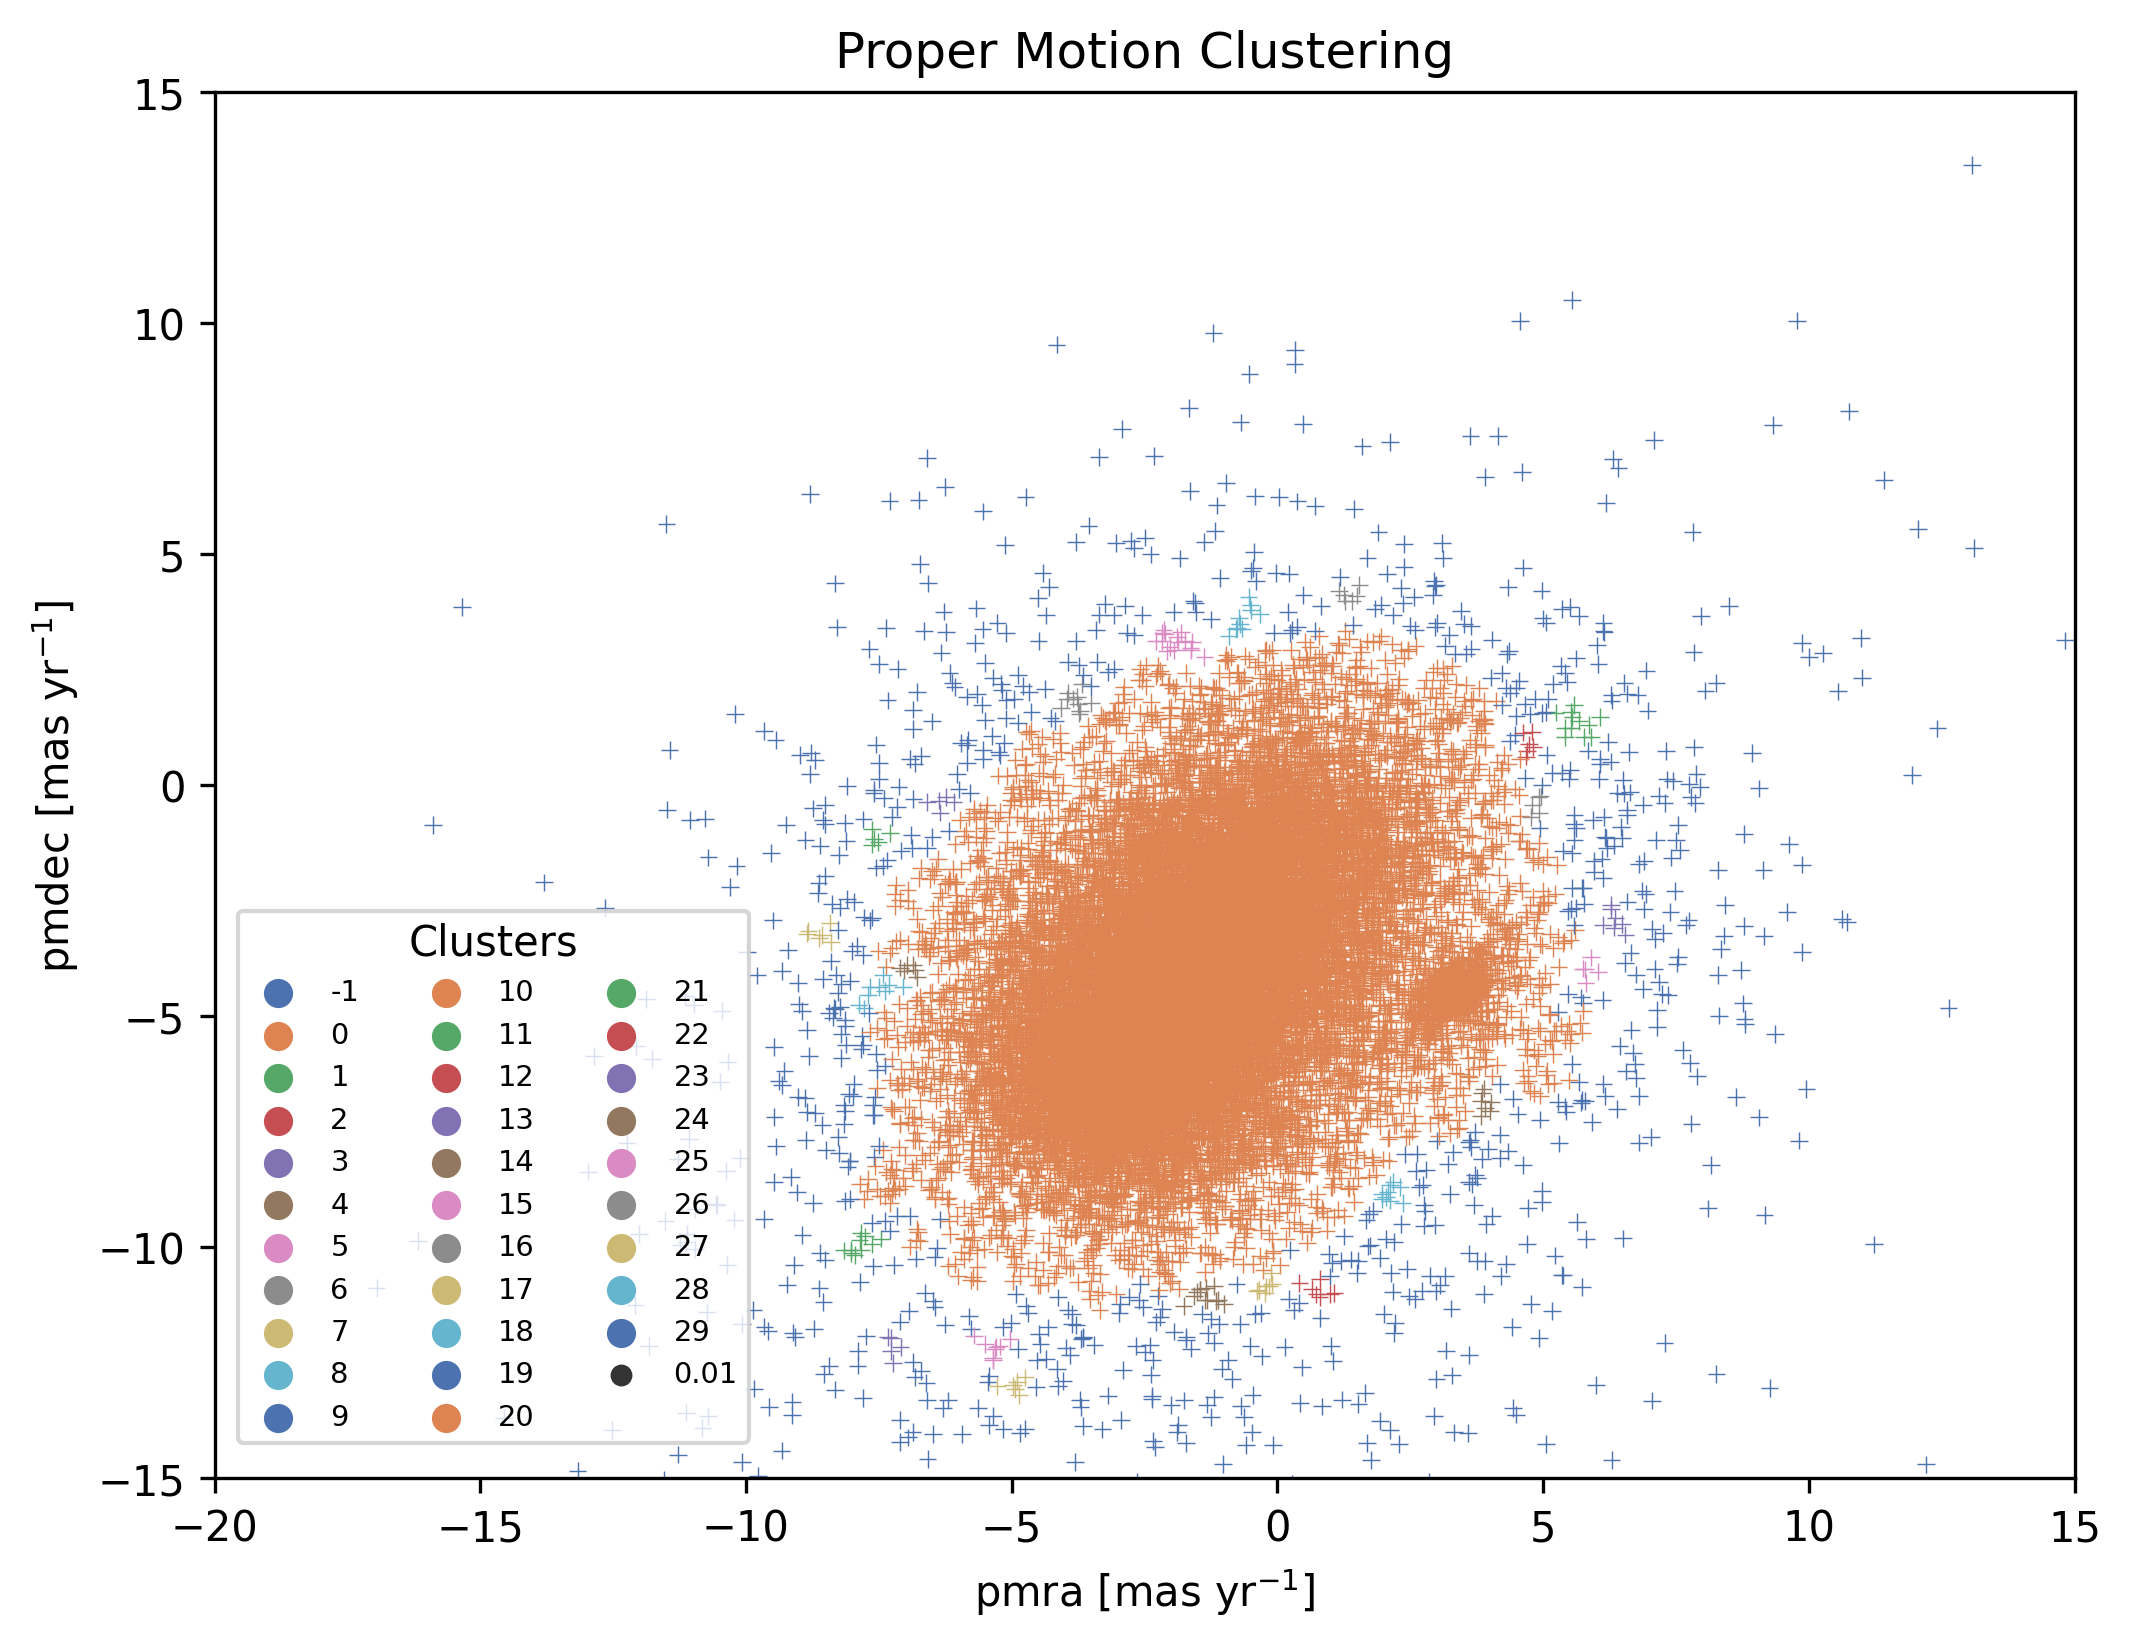 Proper Motion Clustering
15
10
5
0
−5
−10
−15
pmdec [mas yr⁻¹]
Clusters
-1 10 21
0 11 22
1 12 23
2 13 24
3 14 25
4 15 26
5 16 27
6 17 28
7 18 29
8 19 0.01
9 20
−20 −15 −10 −5 0 5 10 15
pmra [mas yr⁻¹]